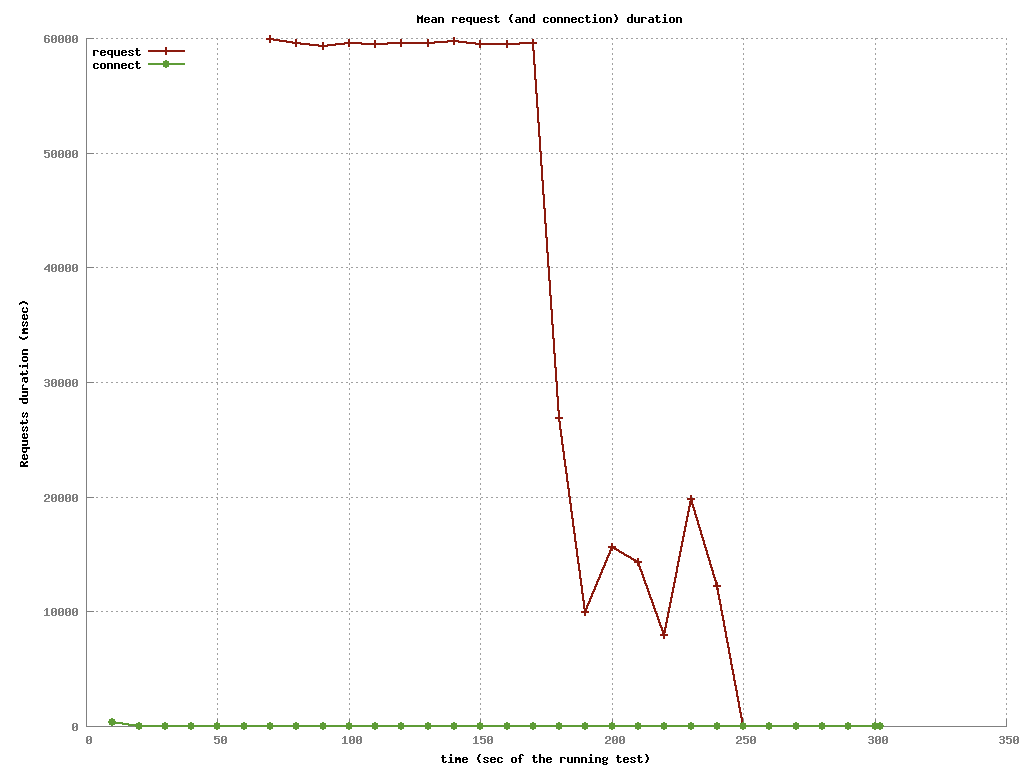 Mean request (and connection) duration
60000
request
connect
50000
40000
30000
20000
10000
0
Requests duration (msec)
0 50 100 150 200 250 300 350
time (sec of the running test)